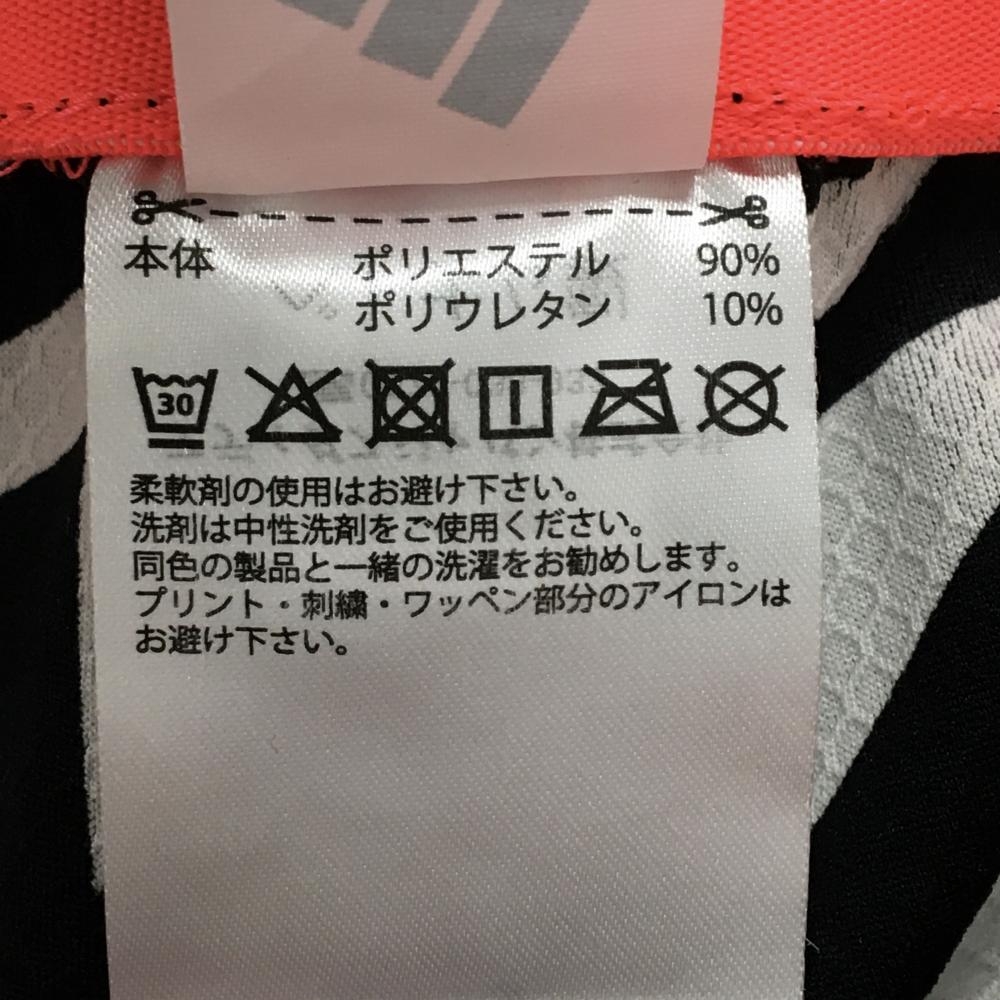 本体 ポリエステル 90%
ポリウレタン 10%
30
柔軟剤の使用はお避け下さい。
洗剤は中性洗剤をご使用ください。
同色の製品と一緒の洗濯をお勧めします。
プリント・刺繍・ワッペン部分のアイロンは
お避け下さい。